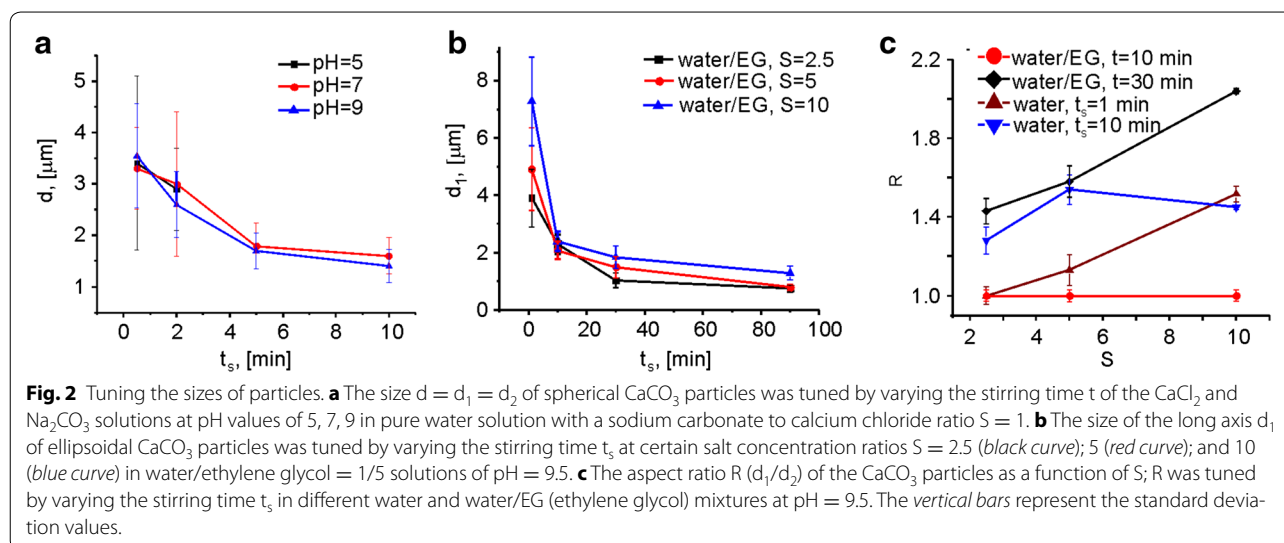 a
pH=5
pH=7
pH=9
5
4
3
2
1
d, [µm]
0 2 4 6 8 10
t_s, [min]
b
water/EG, S=2.5
water/EG, S=5
water/EG, S=10
8
6
4
2
0
d_1, [µm]
0 20 40 60 80 100
t_s, [min]
c
water/EG, t=10 min
water/EG, t=30 min
water, t_s=1 min
water, t_s=10 min
2.2
1.8
1.4
1.0
R
2 4 6 8 10
S
Fig. 2 Tuning the sizes of particles. a The size d = d₁ = d₂ of spherical CaCO₃ particles was tuned by varying the stirring time t of the CaCl₂ and
Na₂CO₃ solutions at pH values of 5, 7, 9 in pure water solution with a sodium carbonate to calcium chloride ratio S = 1. b The size of the long axis d₁
of ellipsoidal CaCO₃ particles was tuned by varying the stirring time t_s at certain salt concentration ratios S = 2.5 (black curve); 5 (red curve); and 10
(blue curve) in water/ethylene glycol = 1/5 solutions of pH = 9.5. c The aspect ratio R (d₁/d₂) of the CaCO₃ particles as a function of S; R was tuned
by varying the stirring time t_s in different water and water/EG (ethylene glycol) mixtures at pH = 9.5. The vertical bars represent the standard devia-
tion values.